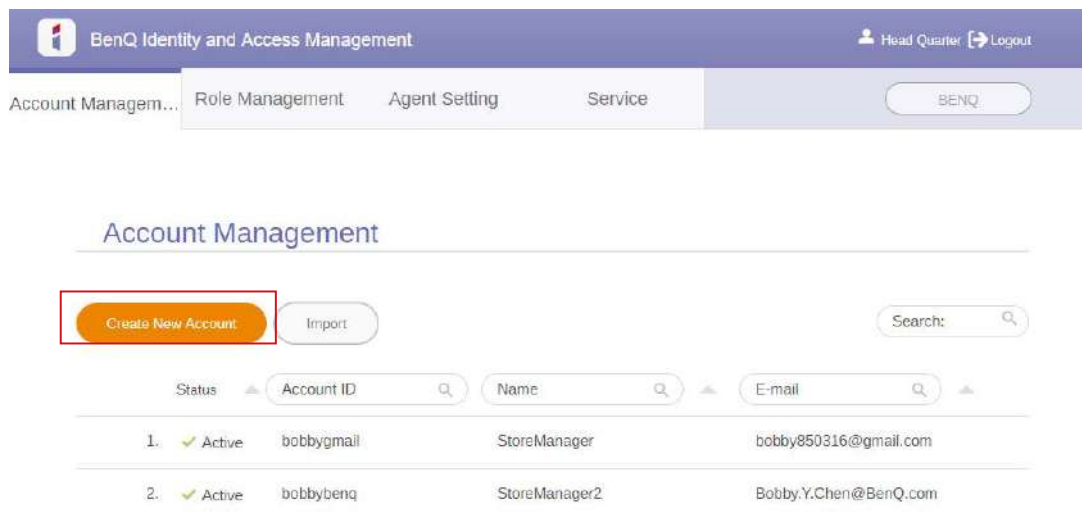 BenQ Identity and Access Management
Head Quarter Logout
Account Managem... Role Management Agent Setting Service BENQ
Account Management
Create New Account Import Search:
Status Account ID Name E-mail
1. Active bobbygmail StoreManager bobby850316@gmail.com
2. Active bobbybenq StoreManager2 Bobby.Y.Chen@BenQ.com